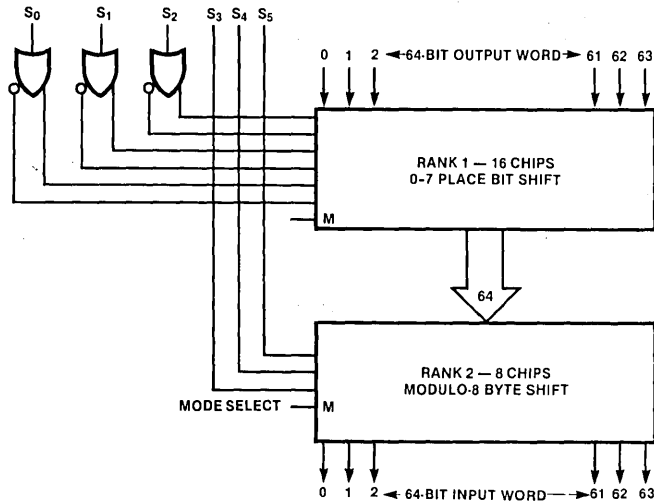 S0 S1 S2 S3 S4 S5
0 1 2 64-BIT OUTPUT WORD 61 62 63
RANK 1 — 16 CHIPS
0-7 PLACE BIT SHIFT
M
64
RANK 2 — 8 CHIPS
MODULO-8 BYTE SHIFT
MODE SELECT M
0 1 2 64-BIT INPUT WORD 61 62 63